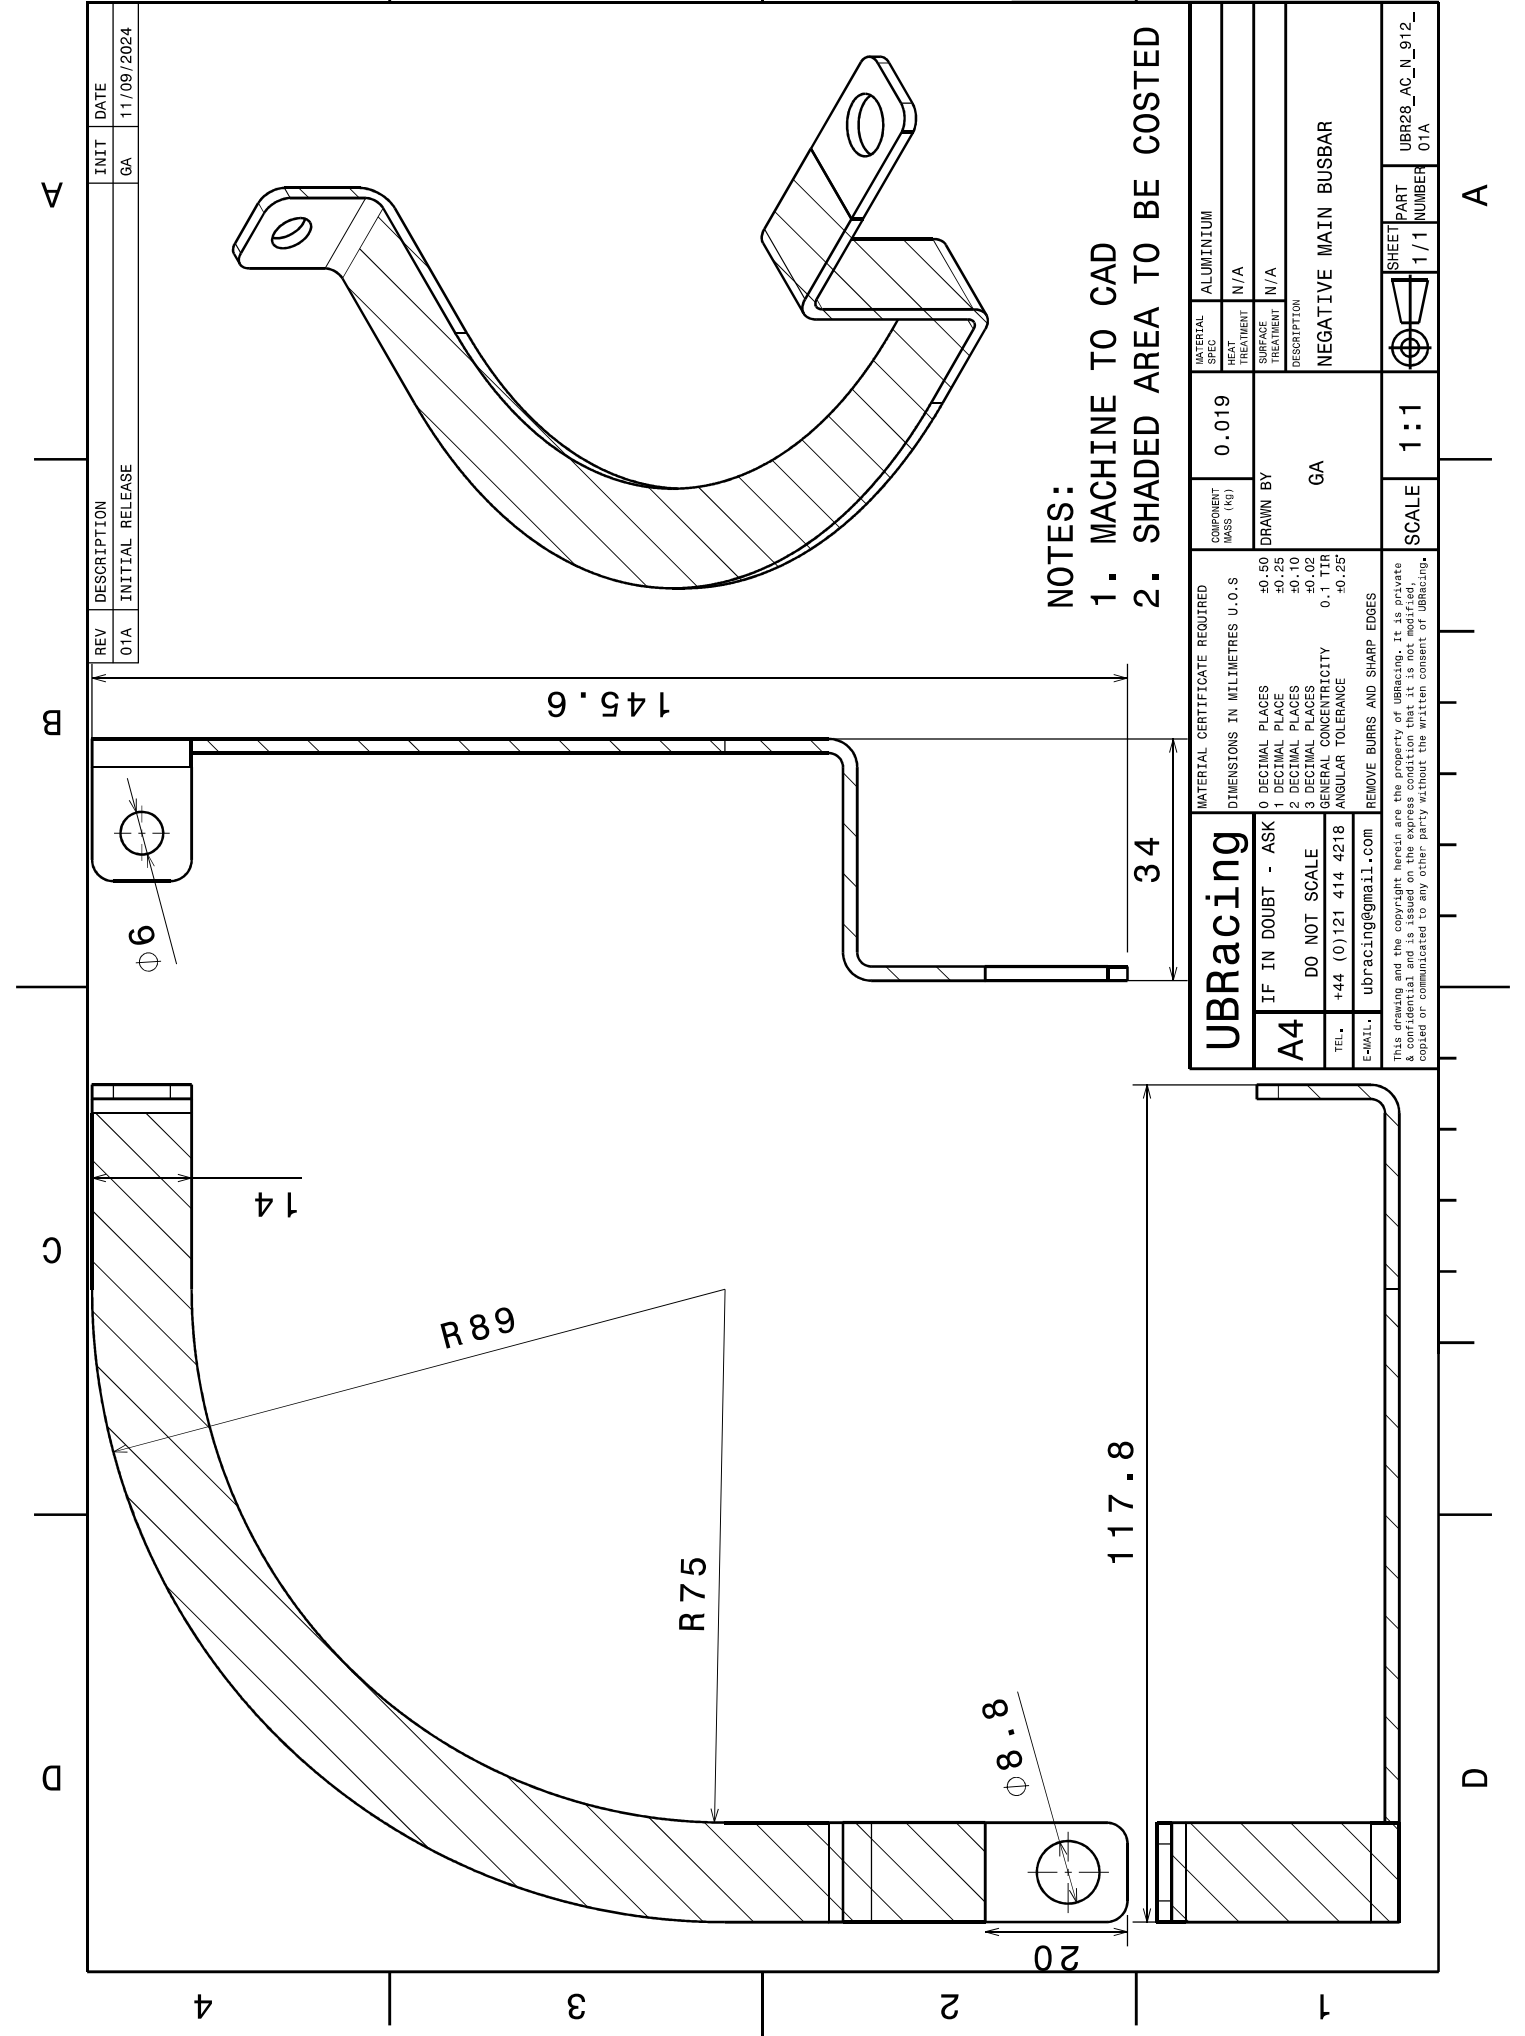 REV DESCRIPTION INIT DATE
01A INITIAL RELEASE GA 11/09/2024
A
B
C
D
4
3
2
1
A
D
⌀6
145.6
34
14
R89
R75
⌀8.8
20
117.8
NOTES:
1. MACHINE TO CAD
2. SHADED AREA TO BE COSTED
UBRacing
A4
IF IN DOUBT - ASK
DO NOT SCALE
TEL. +44 (0)121 414 4218
E-MAIL. ubracing@gmail.com
MATERIAL CERTIFICATE REQUIRED
DIMENSIONS IN MILIMETRES U.O.S
0 DECIMAL PLACES ±0.50
1 DECIMAL PLACE ±0.25
2 DECIMAL PLACES ±0.10
3 DECIMAL PLACES ±0.02
GENERAL CONCENTRICITY 0.1 TIR
ANGULAR TOLERANCE ±0.25°
REMOVE BURRS AND SHARP EDGES
This drawing and the copyright herein are the property of UBRacing. It is private
& confidential and is issued on the express condition that it is not modified,
copied or communicated to any other party without the written consent of UBRacing.
COMPONENT
MASS (kg)
0.019
DRAWN BY
GA
SCALE
1:1
MATERIAL
SPEC
ALUMINIUM
HEAT
TREATMENT
N/A
SURFACE
TREATMENT
N/A
DESCRIPTION
NEGATIVE MAIN BUSBAR
SHEET
1/1
PART
NUMBER
UBR28_AC_N_912_
01A